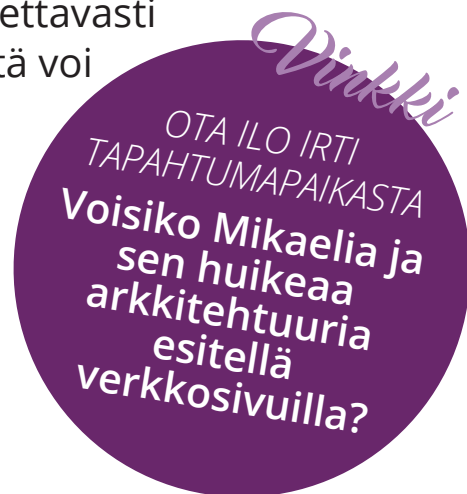 ettavasti
tä voi
Vinkki
OTA ILO IRTI
TAPAHTUMAPAIKASTA
Voisiko Mikaelia ja
sen huikeaa
arkkitehtuuria
esitellä
verkkosivuilla?